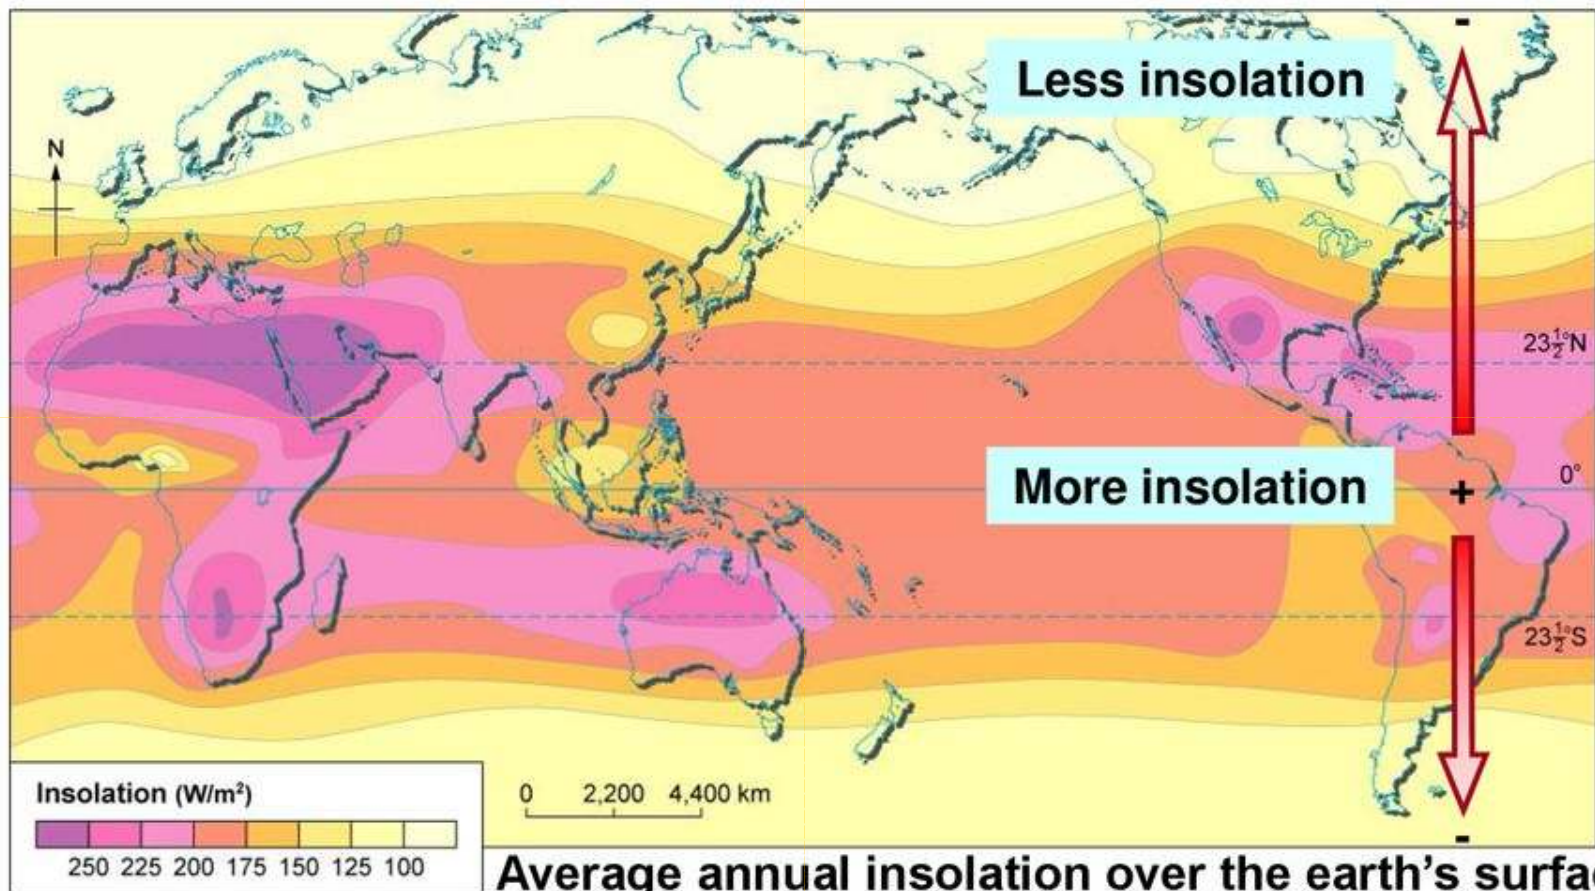 -
Less insolation
N
23½°N
More insolation
0°
+
23½°S
Insolation (W/m²)
250 225 200 175 150 125 100
0 2,200 4,400 km
-
Average annual insolation over the earth's surfa